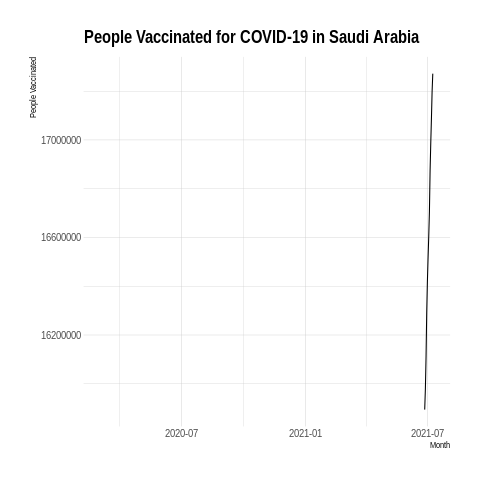 People Vaccinated for COVID-19 in Saudi Arabia
People Vaccinated
17000000
16600000
16200000
2020-07
2021-01
2021-07
Month